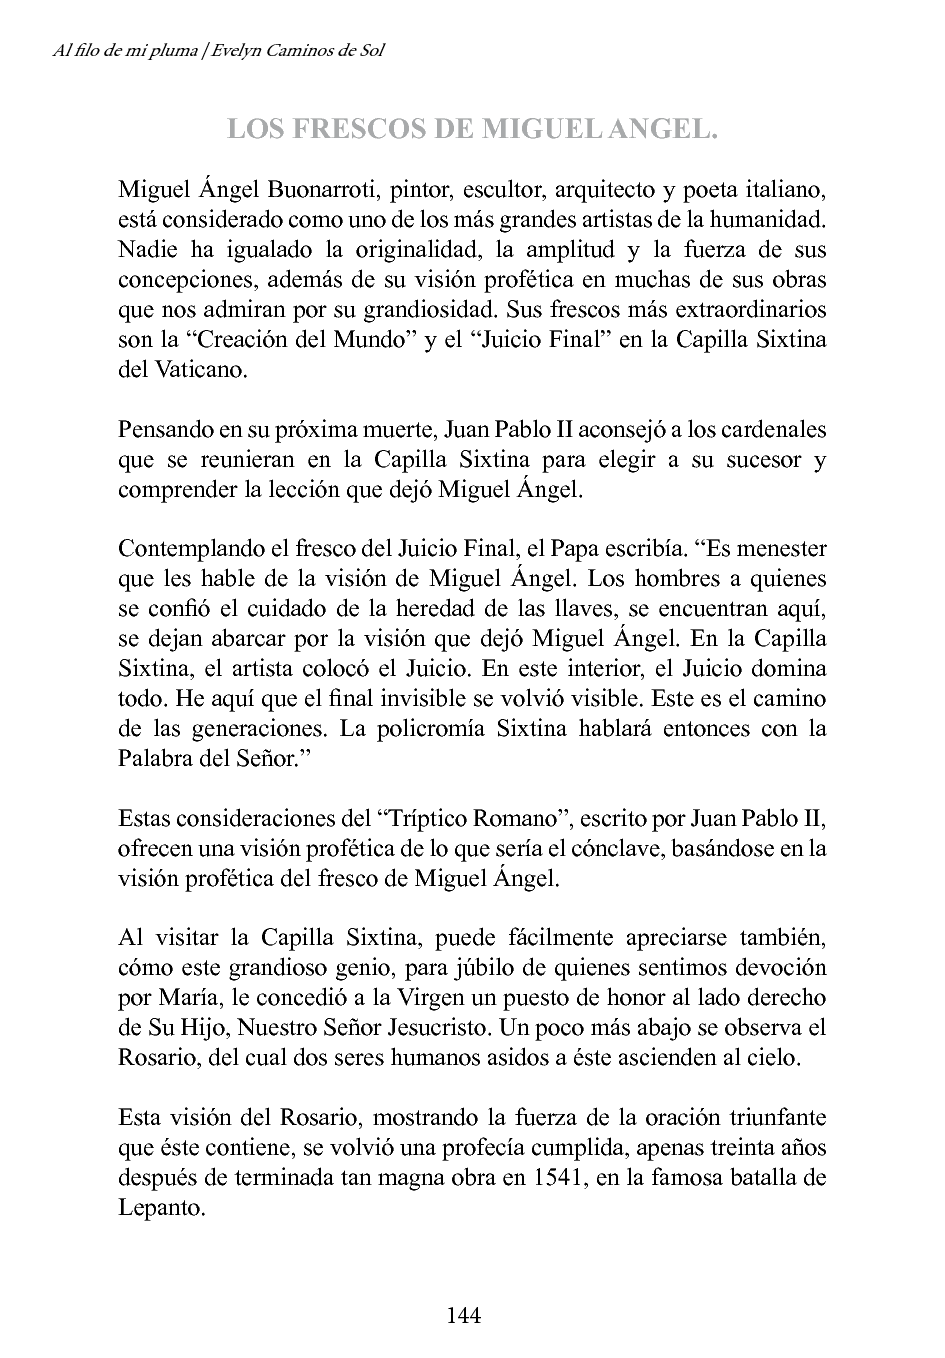 Al filo de mi pluma | Evelyn Caminos de Sol
LOS FRESCOS DE MIGUEL ANGEL.
Miguel Ángel Buonarroti, pintor, escultor, arquitecto y poeta italiano,
está considerado como uno de los más grandes artistas de la humanidad.
Nadie ha igualado la originalidad, la amplitud y la fuerza de sus
concepciones, además de su visión profética en muchas de sus obras
que nos admiran por su grandiosidad. Sus frescos más extraordinarios
son la “Creación del Mundo” y el “Juicio Final” en la Capilla Sixtina
del Vaticano.
Pensando en su próxima muerte, Juan Pablo II aconsejó a los cardenales
que se reunieran en la Capilla Sixtina para elegir a su sucesor y
comprender la lección que dejó Miguel Ángel.
Contemplando el fresco del Juicio Final, el Papa escribía. “Es menester
que les hable de la visión de Miguel Ángel. Los hombres a quienes
se confió el cuidado de la heredad de las llaves, se encuentran aquí,
se dejan abarcar por la visión que dejó Miguel Ángel. En la Capilla
Sixtina, el artista colocó el Juicio. En este interior, el Juicio domina
todo. He aquí que el final invisible se volvió visible. Este es el camino
de las generaciones. La policromía Sixtina hablará entonces con la
Palabra del Señor.”
Estas consideraciones del “Tríptico Romano”, escrito por Juan Pablo II,
ofrecen una visión profética de lo que sería el cónclave, basándose en la
visión profética del fresco de Miguel Ángel.
Al visitar la Capilla Sixtina, puede fácilmente apreciarse también,
cómo este grandioso genio, para júbilo de quienes sentimos devoción
por María, le concedió a la Virgen un puesto de honor al lado derecho
de Su Hijo, Nuestro Señor Jesucristo. Un poco más abajo se observa el
Rosario, del cual dos seres humanos asidos a éste ascienden al cielo.
Esta visión del Rosario, mostrando la fuerza de la oración triunfante
que éste contiene, se volvió una profecía cumplida, apenas treinta años
después de terminada tan magna obra en 1541, en la famosa batalla de
Lepanto.
144